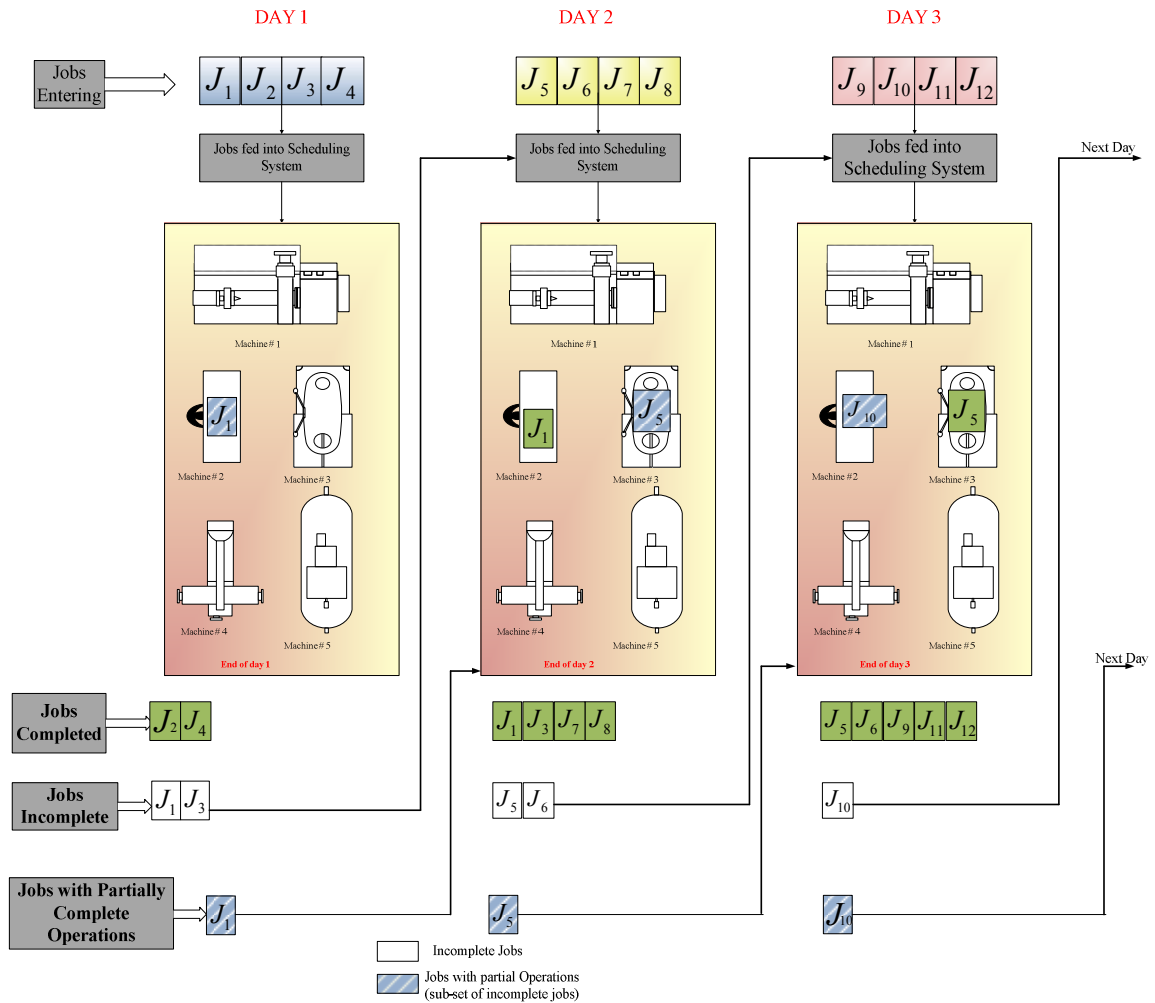 DAY 1
DAY 2
DAY 3
Jobs
Entering
J1 J2 J3 J4
J5 J6 J7 J8
J9 J10 J11 J12
Jobs fed into Scheduling
System
Jobs fed into Scheduling
System
Jobs fed into
Scheduling System
Next Day
Machine # 1
Machine # 1
Machine # 1
J1
J1
J5
J10
J5
Machine # 2
Machine # 3
Machine # 2
Machine # 3
Machine # 2
Machine # 3
Machine # 4
Machine # 5
Machine # 4
Machine # 5
Machine # 4
Machine # 5
End of day 1
End of day 2
End of day 3
Next Day
Jobs
Completed
J2 J4
J1 J3 J7 J8
J5 J6 J9 J11 J12
Jobs
Incomplete
J1 J3
J5 J6
J10
Jobs with Partially
Complete
Operations
J1
J5
J10
Incomplete Jobs
Jobs with partial Operations
(sub-set of incomplete jobs)